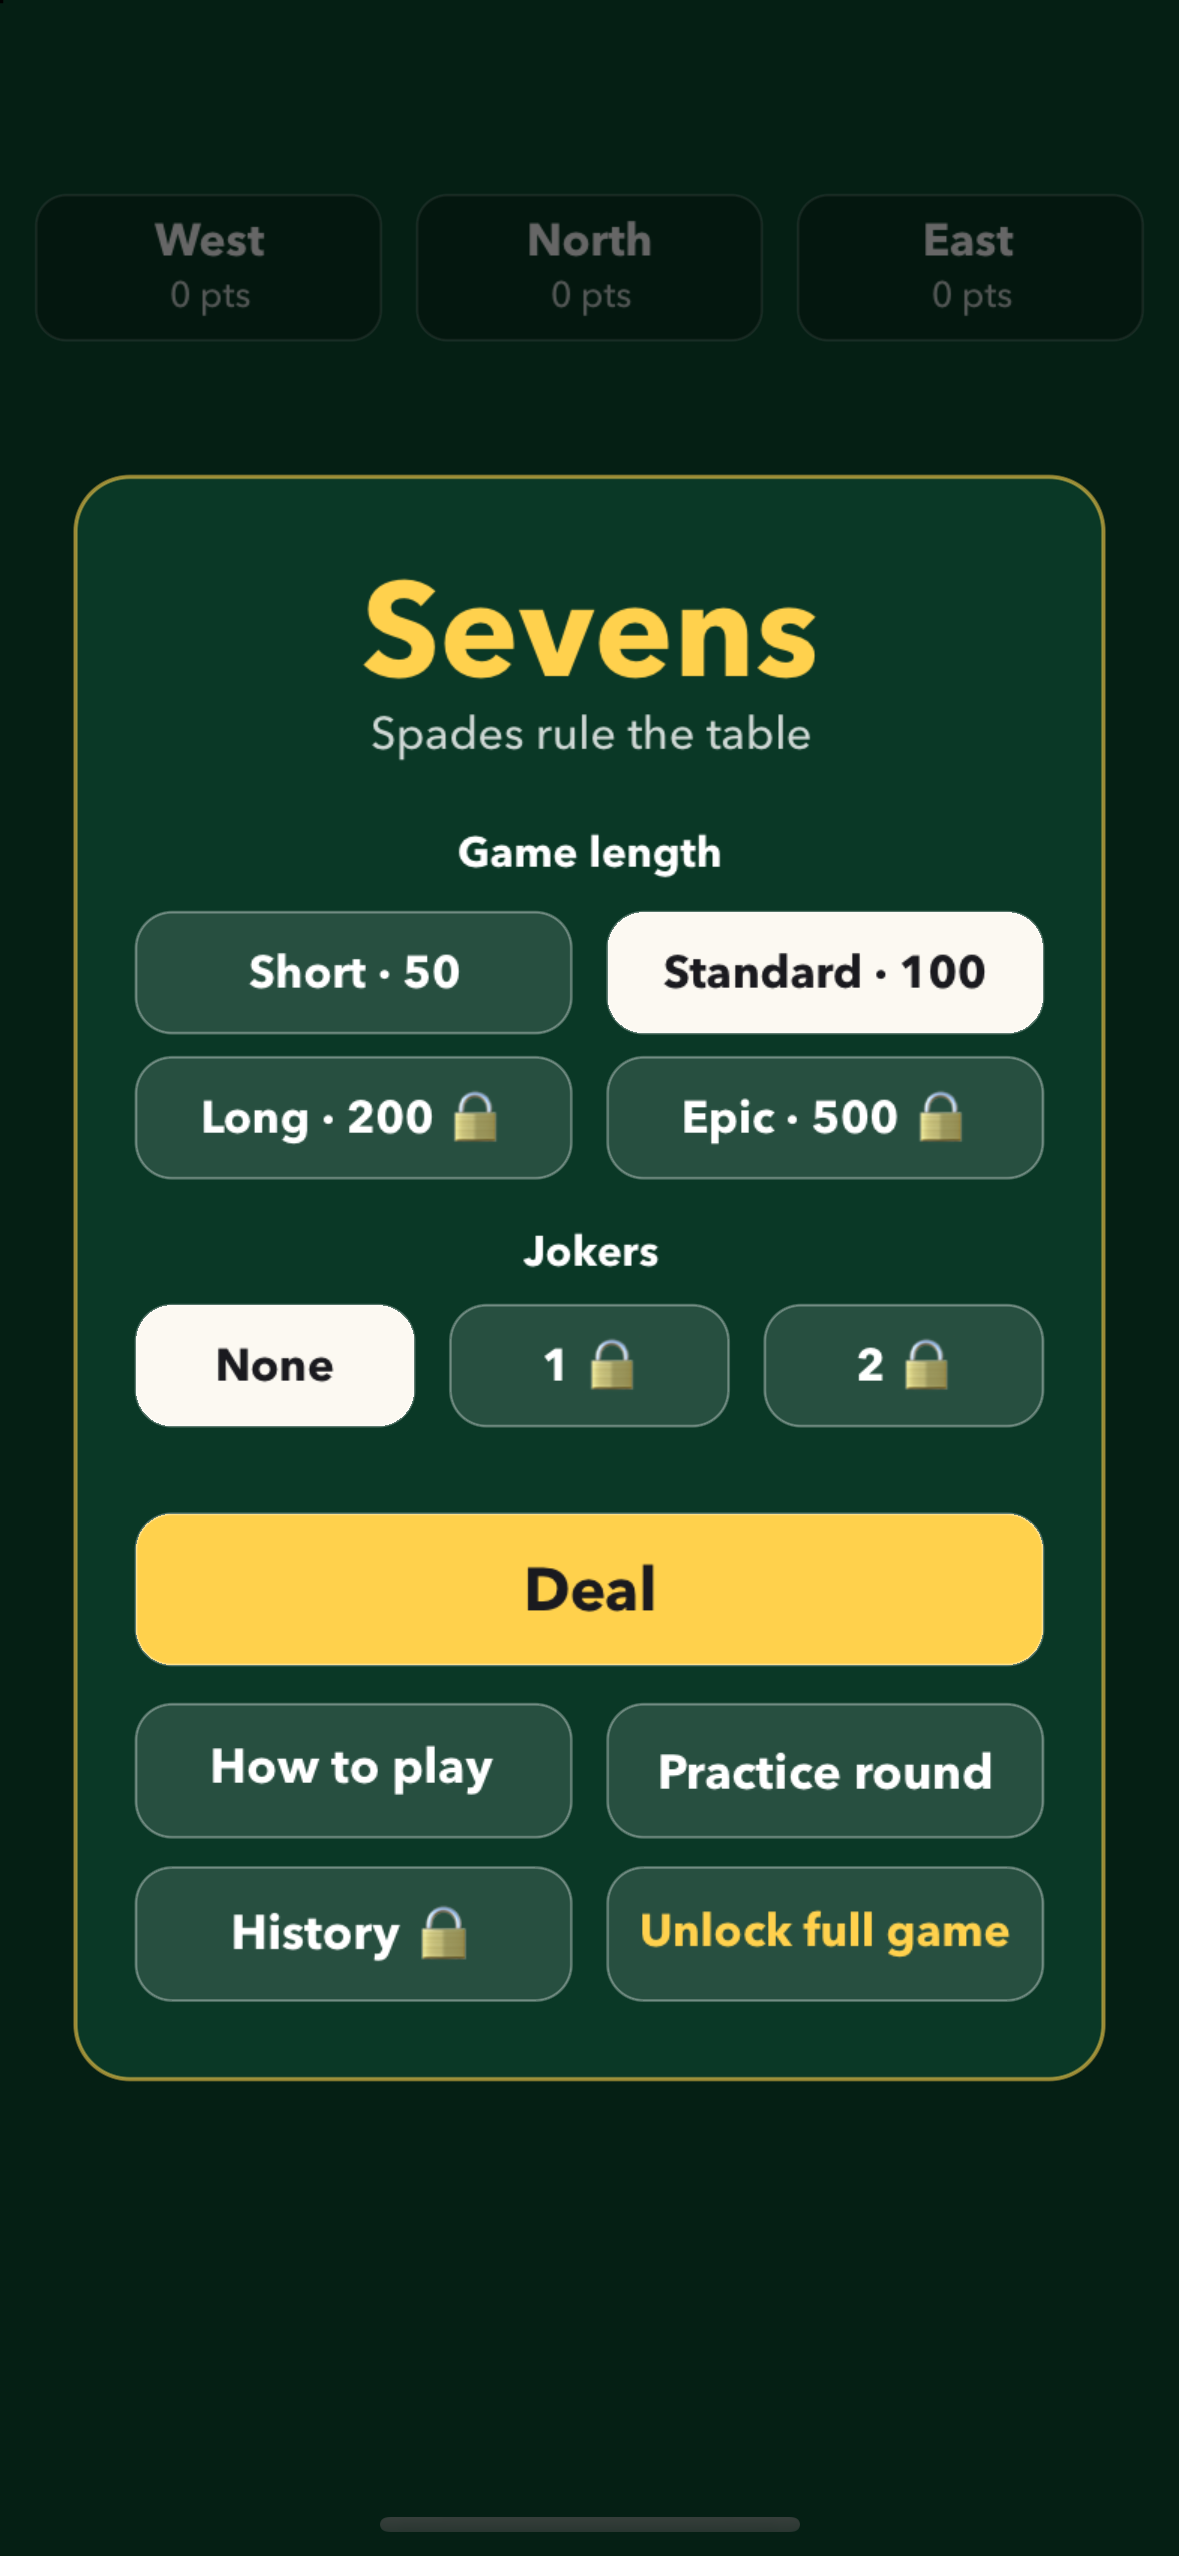 West North East
0 pts 0 pts 0 pts
Sevens
Spades rule the table
Game length
Short · 50 Standard · 100
Long · 200 🔒 Epic · 500 🔒
Jokers
None 1 🔒 2 🔒
Deal
How to play Practice round
History 🔒 Unlock full game